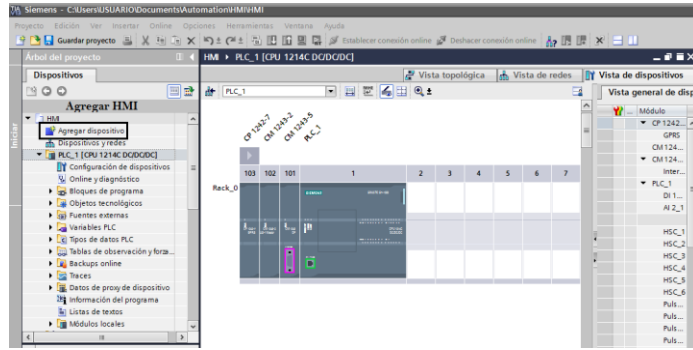 Siemens - C:\Users\USUARIO\Documents\Automation\HMI\HMI
Proyecto Edición Ver Insertar Online Opciones Herramientas Ventana Ayuda
Guardar proyecto Establecer conexión online Deshacer conexión online
Árbol del proyecto
HMI PLC_1 [CPU 1214C DC/DC/DC]
Dispositivos
Vista topológica Vista de redes Vista de dispositivos
PLC_1
Vista general de disp
Agregar HMI
Módulo
HMI
Agregar dispositivo
Dispositivos y redes
PLC_1 [CPU 1214C DC/DC/DC]
Configuración de dispositivos
Online y diagnóstico
Bloques de programa
Objetos tecnológicos
Fuentes externas
Variables PLC
Tipos de datos PLC
Tablas de observación y forza...
Backups online
Traces
Datos de proxy de dispositivo
Información del programa
Listas de textos
Módulos locales
Iniciar
CP 1242-7
CM 1243-2
CM 1243-5
PLC_1
103 102 101 1 2 3 4 5 6 7
Rack_0
SIEMENS
CP 1242...
GPRS
CM 124...
CM 124...
Inter...
PLC_1
DI 1...
AI 2_1
HSC_1
HSC_2
HSC_3
HSC_4
HSC_5
HSC_6
Puls...
Puls...
Puls...
Puls...